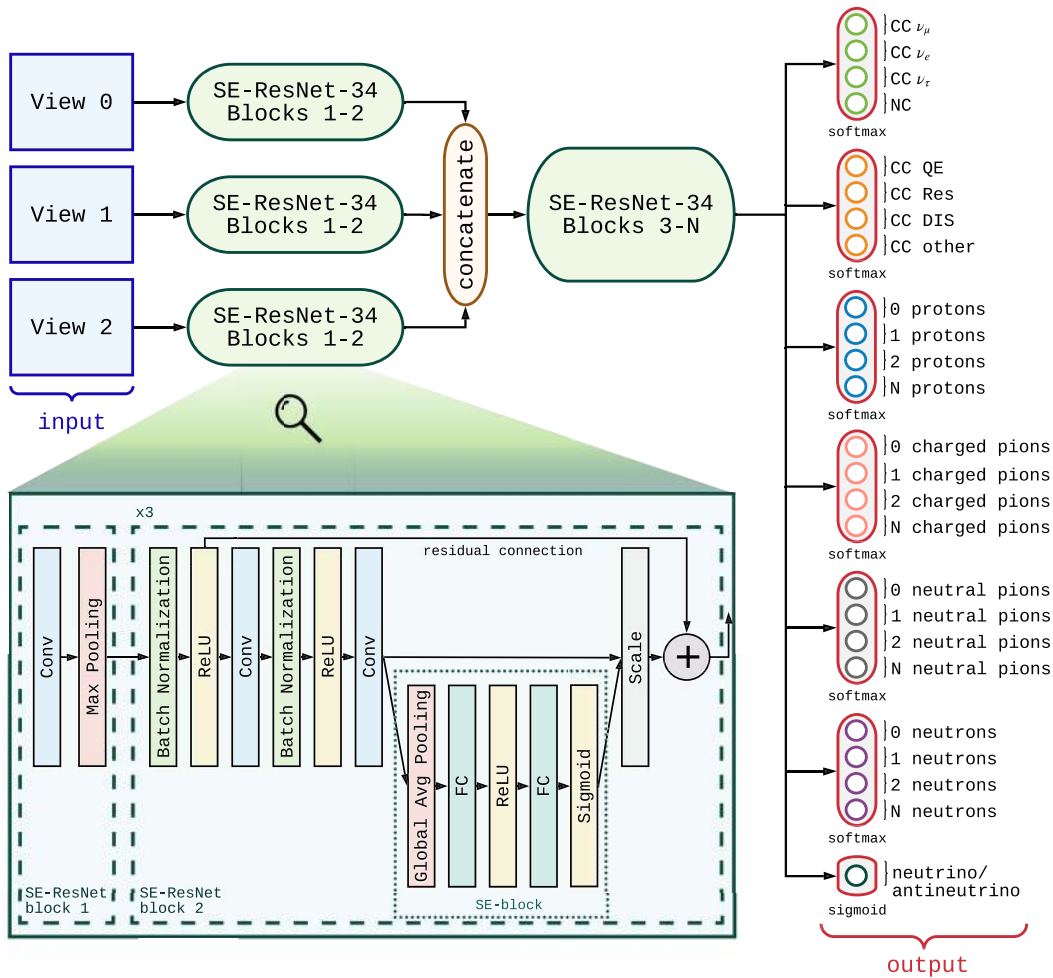 View 0
SE-ResNet-34
Blocks 1-2
View 1
SE-ResNet-34
Blocks 1-2
View 2
SE-ResNet-34
Blocks 1-2
input
concatenate
SE-ResNet-34
Blocks 3-N
CC νμ
CC νe
CC ντ
NC
softmax
CC QE
CC Res
CC DIS
CC other
softmax
0 protons
1 protons
2 protons
N protons
softmax
0 charged pions
1 charged pions
2 charged pions
N charged pions
softmax
0 neutral pions
1 neutral pions
2 neutral pions
N neutral pions
softmax
0 neutrons
1 neutrons
2 neutrons
N neutrons
softmax
neutrino/
antineutrino
sigmoid
output
x3
residual connection
Conv
Max Pooling
Batch Normalization
ReLU
Conv
Batch Normalization
ReLU
Conv
Global Avg Pooling
FC
ReLU
FC
Sigmoid
Scale
+
SE-block
SE-ResNet
block 1
SE-ResNet
block 2